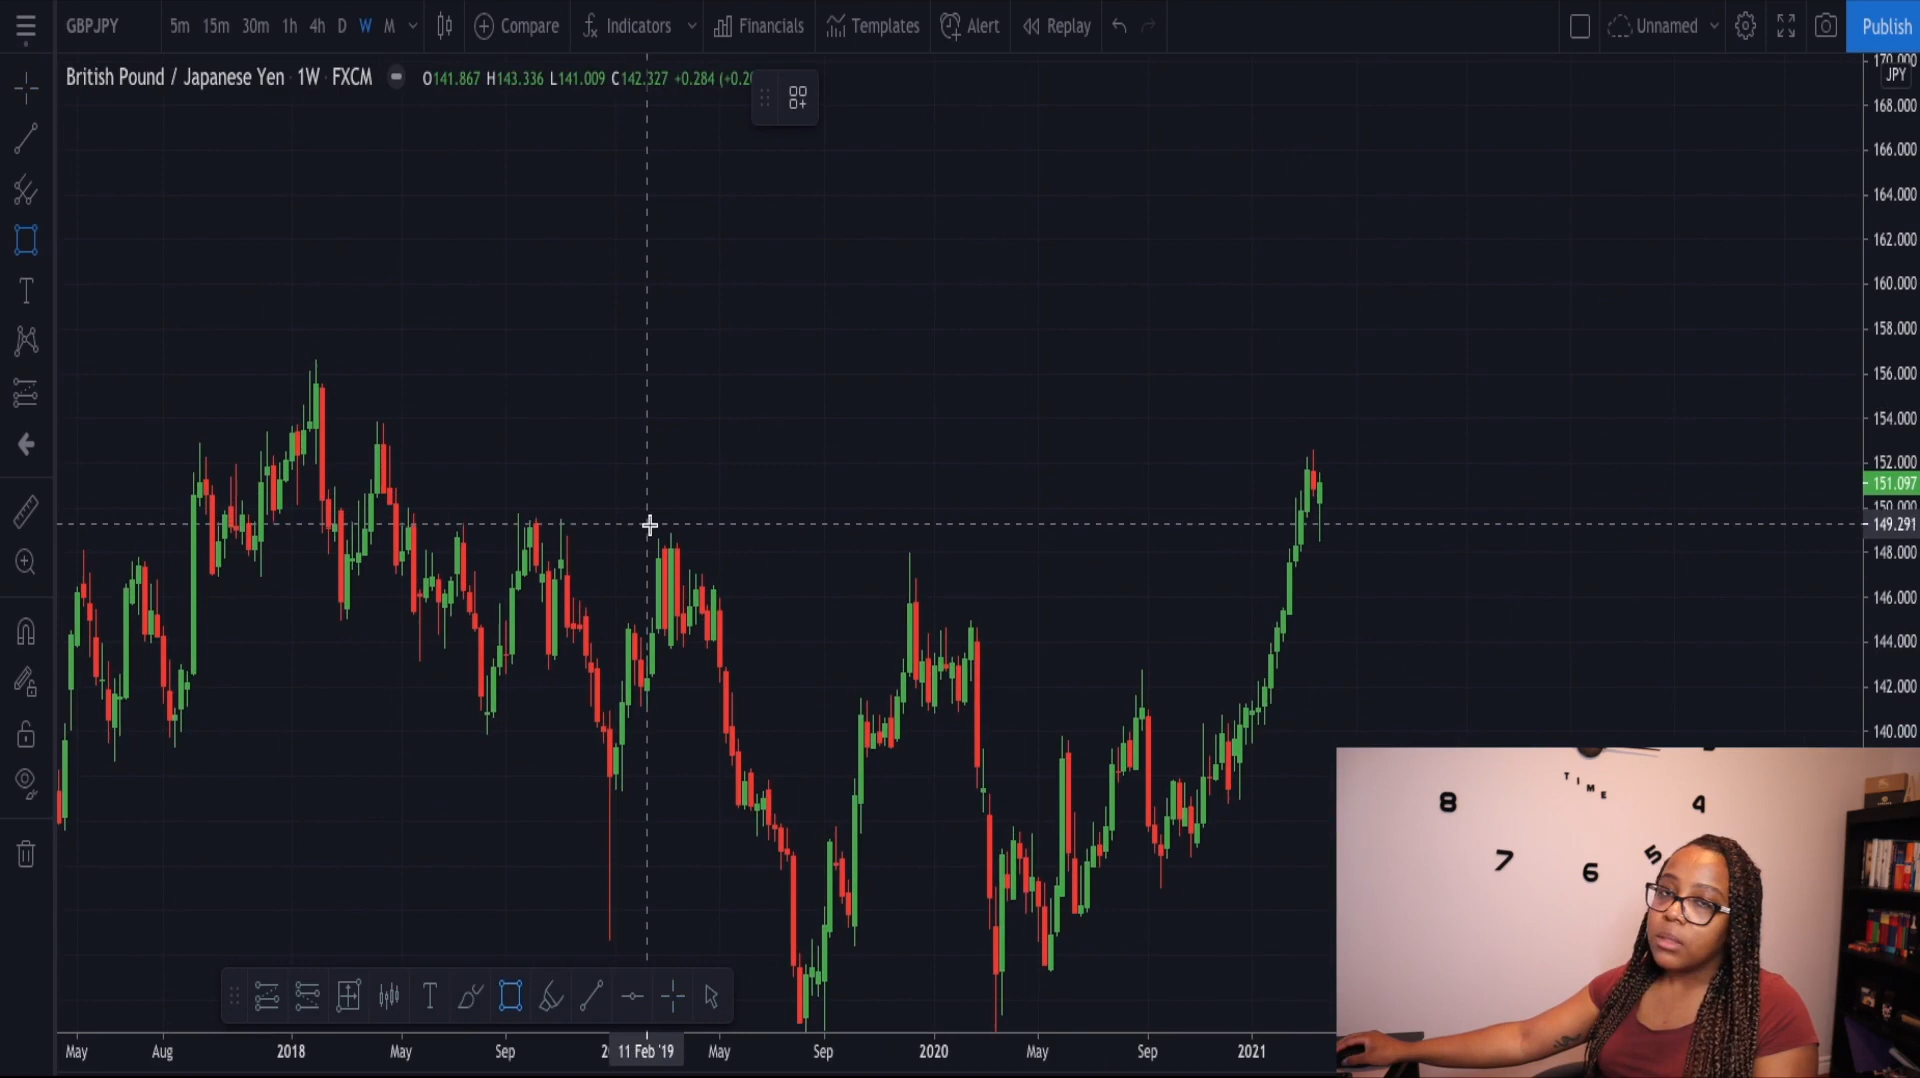 GBPJPY 5m 15m 30m 1h 4h D W M Compare Indicators Financials Templates Alert Replay Unnamed Publish
British Pound / Japanese Yen · 1W · FXCM O141.867 H143.336 L141.009 C142.327 +0.284
170.000
JPY
168.000
166.000
164.000
162.000
160.000
158.000
156.000
154.000
152.000
151.097
150.000
149.291
148.000
146.000
144.000
142.000
140.000
TIME
8 4
7 6 5
T
May Aug 2018 May Sep 11 Feb '19 May Sep 2020 May Sep 2021